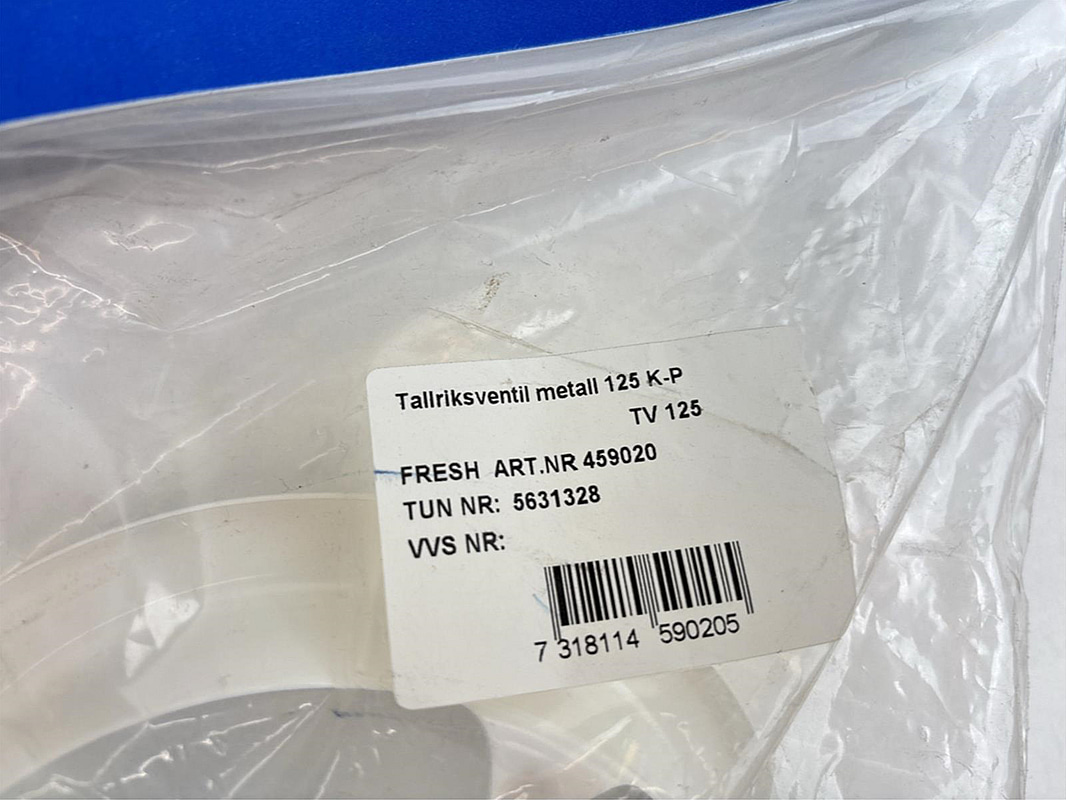 Tallriksventil metall 125 K-P
TV 125
FRESH ART.NR 459020
TUN NR: 5631328
VVS NR:
7 318114 590205